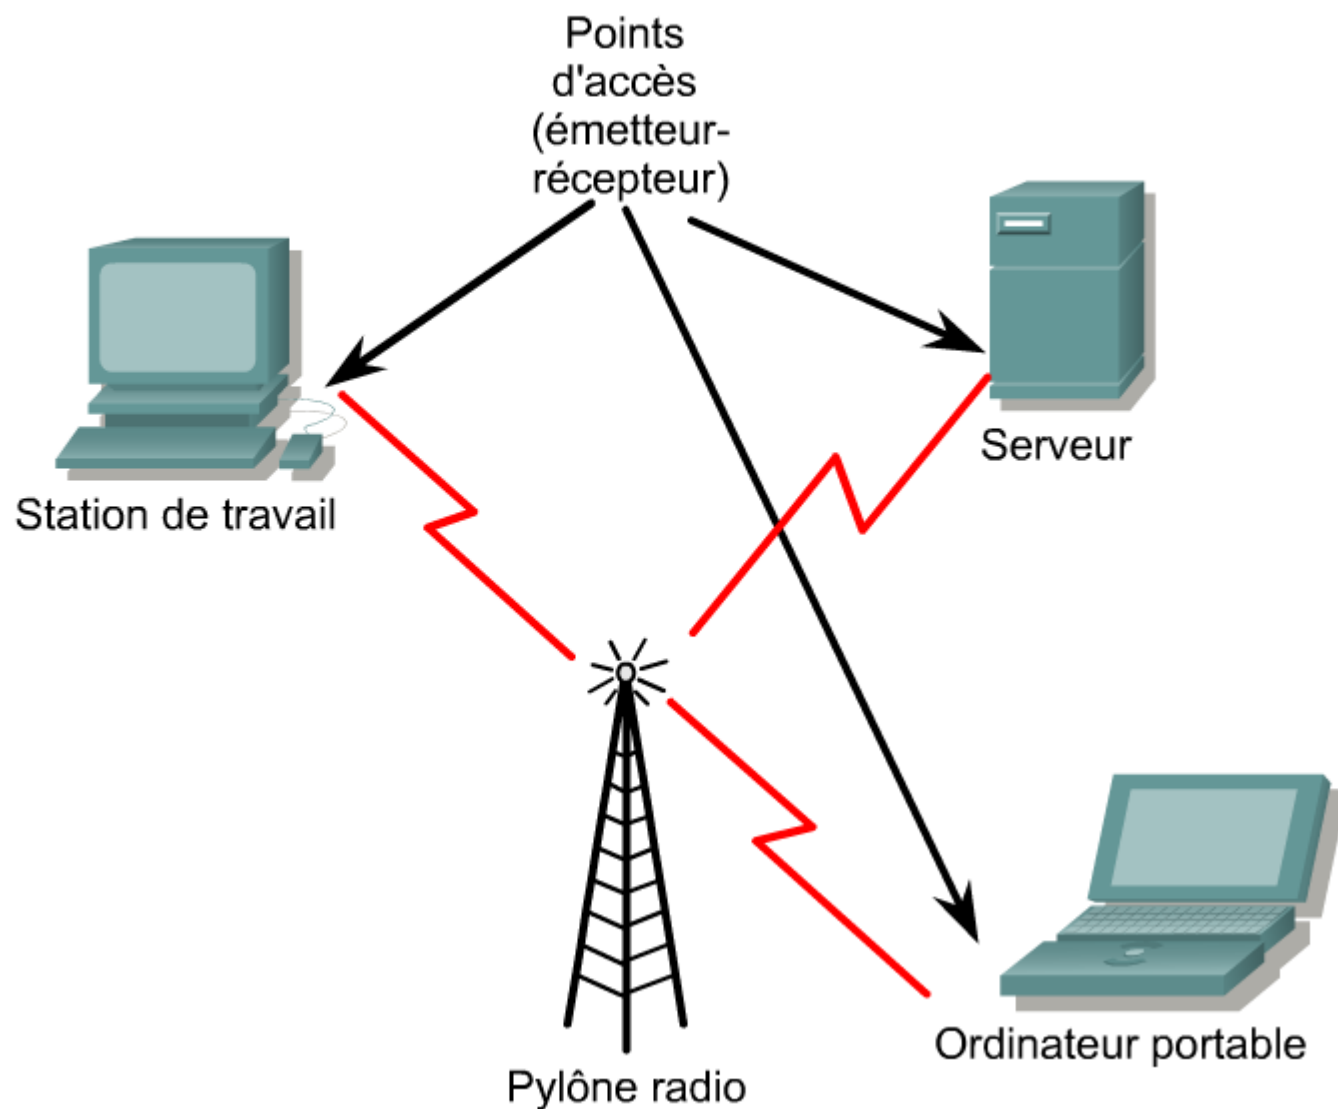 Points
d'accès
(émetteur-
récepteur)
Serveur
Station de travail
Ordinateur portable
Pylône radio